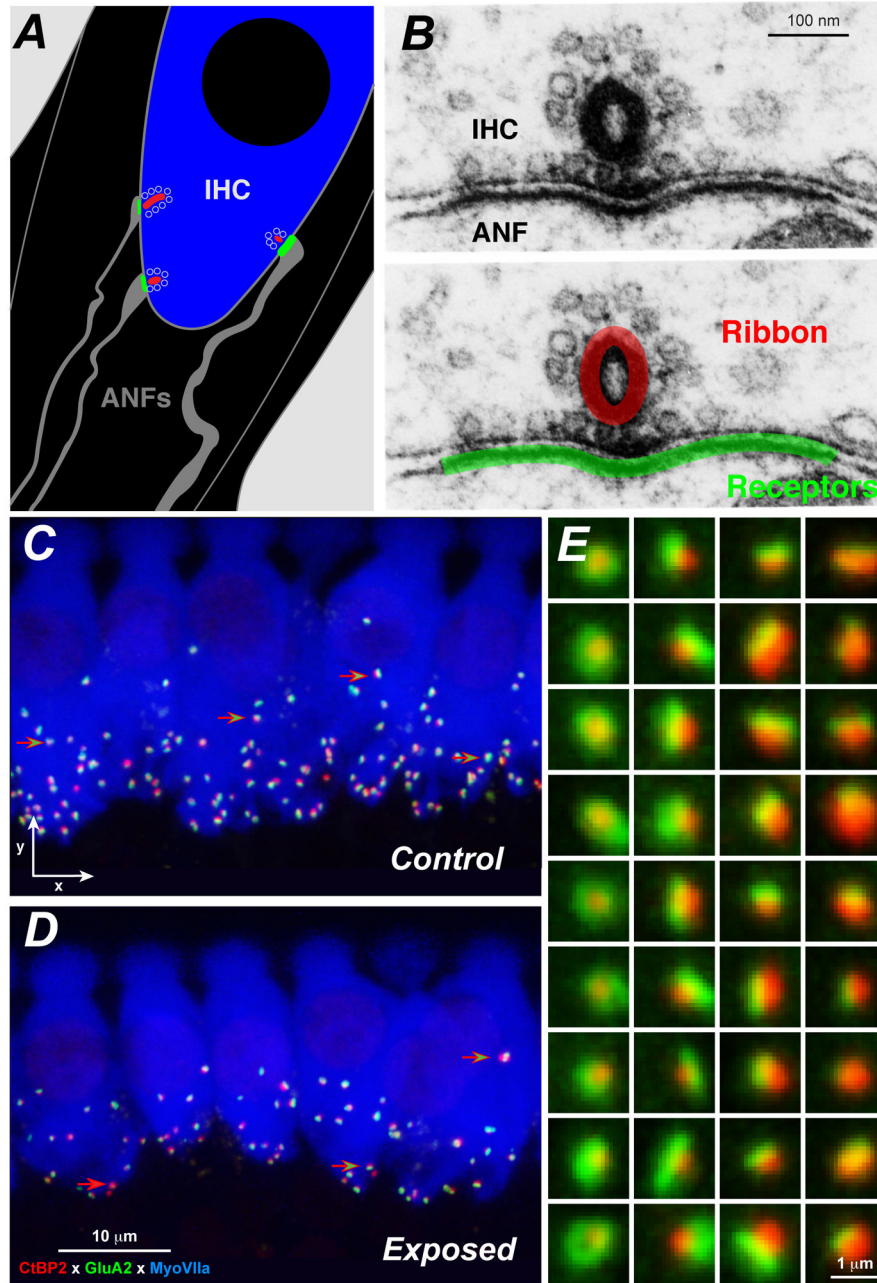 A
IHC
ANFs
B
100 nm
IHC
ANF
Ribbon
Receptors
C
y
x
Control
D
10 µm
CtBP2 x GluA2 x MyoVIIa
Exposed
E
1 µm